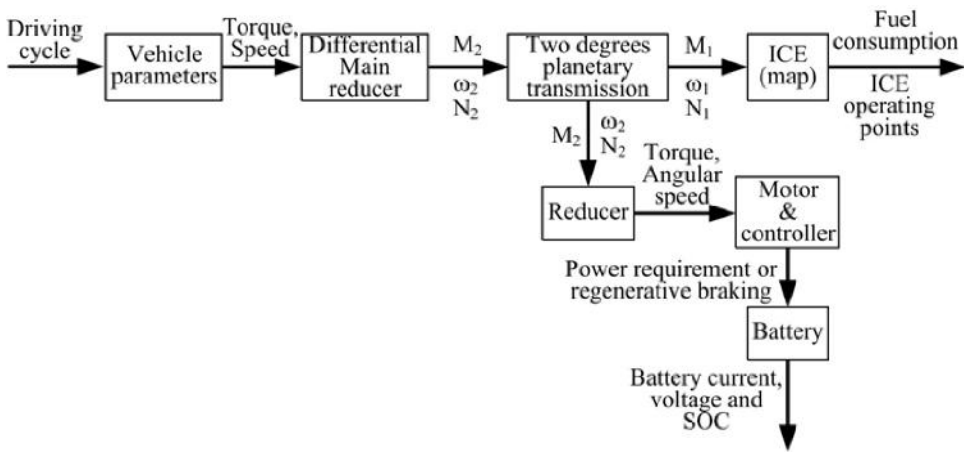 Driving
cycle
Vehicle
parameters
Torque,
Speed
Differential
Main
reducer
M₂
ω₂
N₂
Two degrees
planetary
transmission
M₁
ω₁
N₁
ICE
(map)
Fuel
consumption
ICE
operating
points
M₂
ω₂
N₂
Reducer
Torque,
Angular
speed
Motor
&
controller
Power requirement or
regenerative braking
Battery
Battery current,
voltage and
SOC